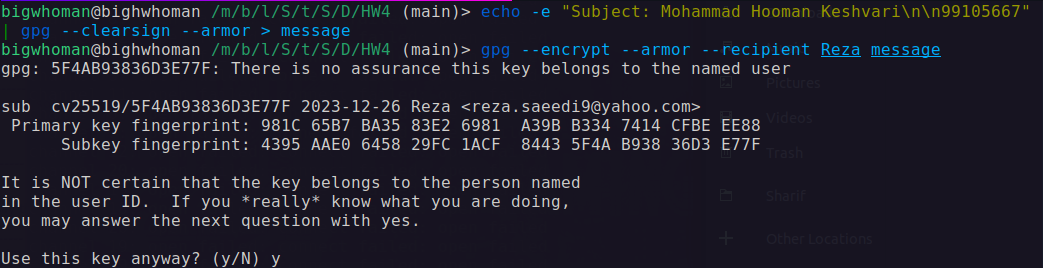 bigwoman@bighwhoman /m/b/l/S/t/S/D/HW4 (main)> echo -e "Subject: Mohammad Hooman Keshvari\n\n99105667"
| gpg --clearsign --armor > message
bigwoman@bighwhoman /m/b/l/S/t/S/D/HW4 (main)> gpg --encrypt --armor --recipient Reza message
gpg: 5F4AB93836D3E77F: There is no assurance this key belongs to the named user
Pictures
sub  cv25519/5F4AB93836D3E77F 2023-12-26 Reza <reza.saeedi9@yahoo.com>
Videos
 Primary key fingerprint: 981C 65B7 BA35 83E2 6981  A39B B334 7414 CFBE EE88
      Subkey fingerprint: 4395 AAE0 6458 29FC 1ACF  8443 5F4A B938 36D3 E77F
Trash
It is NOT certain that the key belongs to the person named
in the user ID.  If you *really* know what you are doing,
Sharif
you may answer the next question with yes.
Other Locations
Use this key anyway? (y/N) y